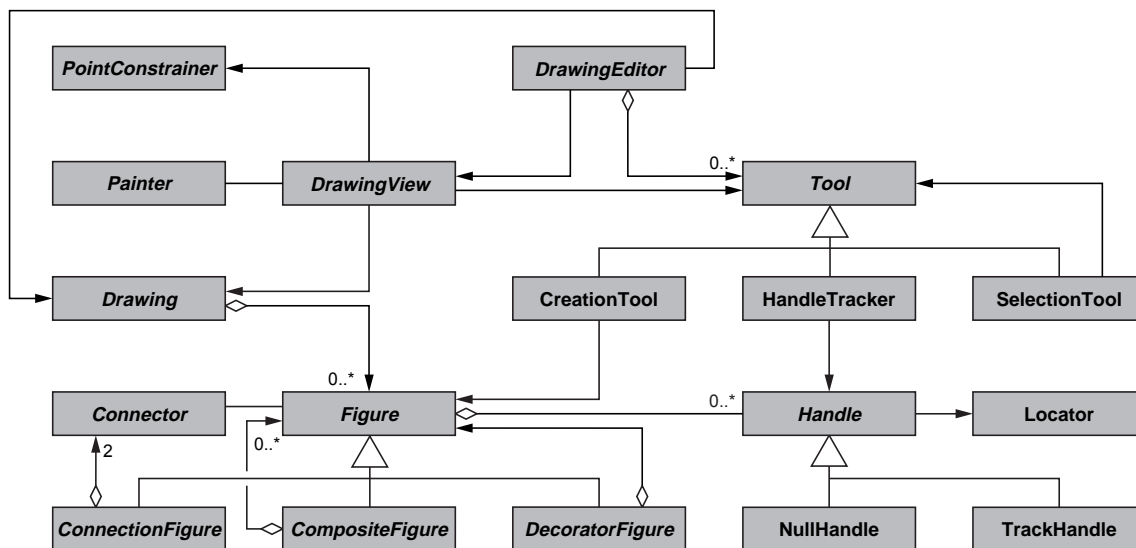 PointConstrainer
DrawingEditor
0..*
Painter
DrawingView
Tool
Drawing
CreationTool
HandleTracker
SelectionTool
0..*
0..*
Connector
Figure
Handle
Locator
2
0..*
ConnectionFigure
CompositeFigure
DecoratorFigure
NullHandle
TrackHandle